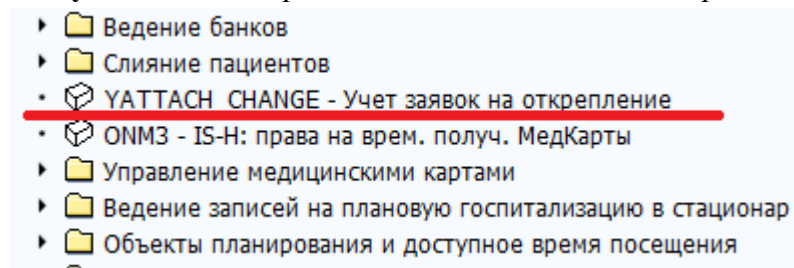 Ведение банков
Слияние пациентов
YATTACH_CHANGE - Учет заявок на открепление
ONM3 - IS-H: права на врем. получ. МедКарты
Управление медицинскими картами
Ведение записей на плановую госпитализацию в стационар
Объекты планирования и доступное время посещения